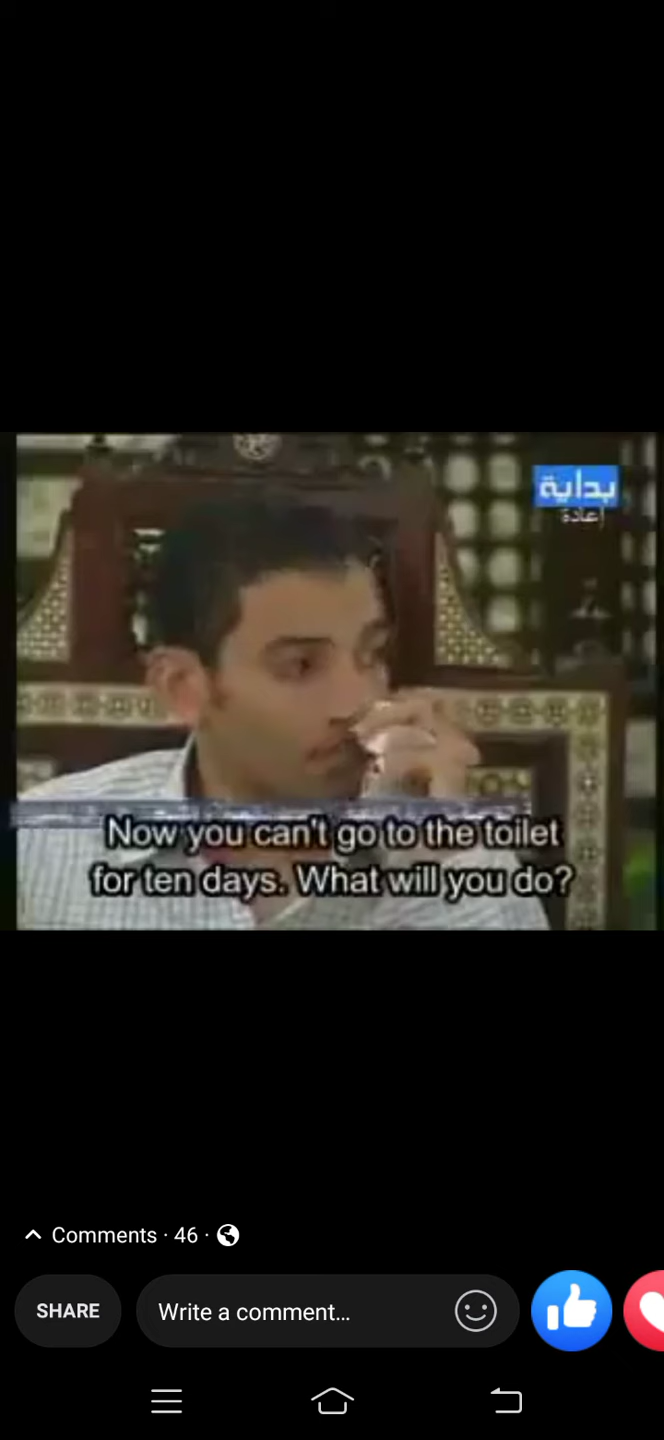 بداية
إعادة
Now you can't go to the toilet
for ten days. What will you do?
Comments · 46 ·
SHARE
Write a comment...